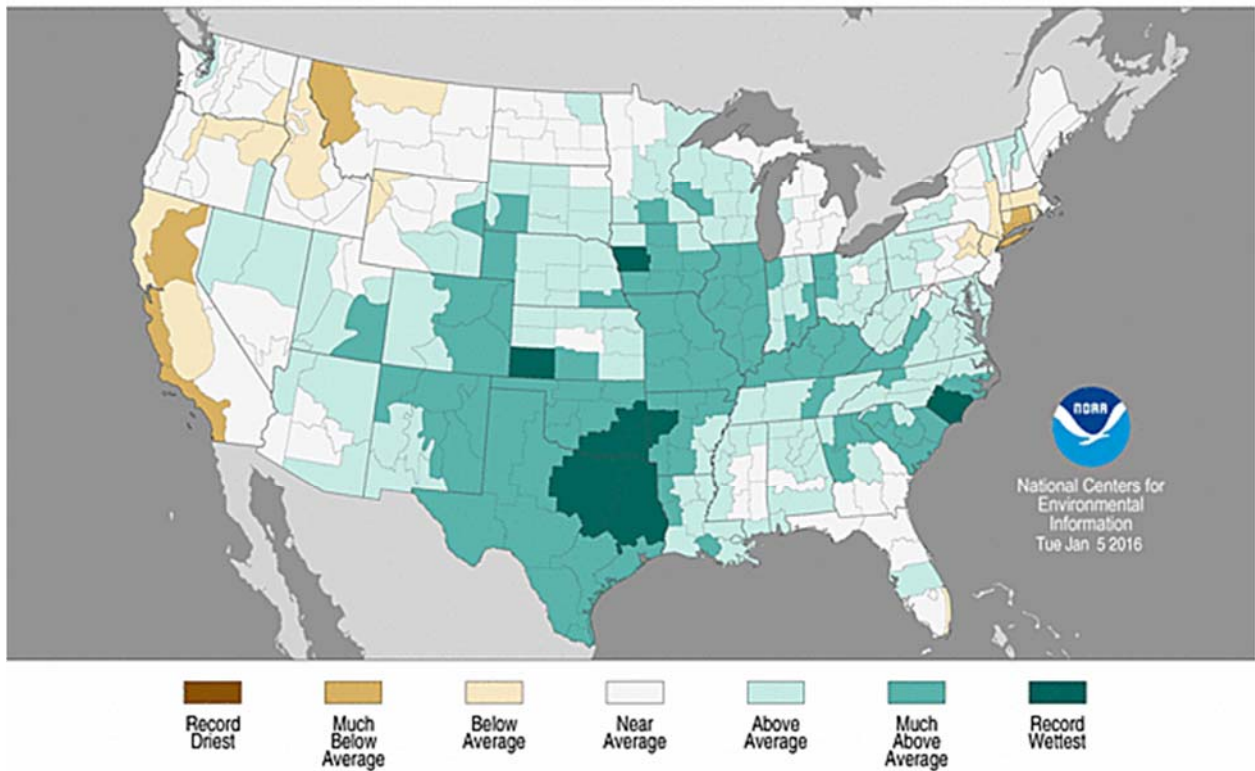 NOAA
National Centers for
Environmental
Information
Tue Jan 5 2016
Record
Driest
Much
Below
Average
Below
Average
Near
Average
Above
Average
Much
Above
Average
Record
Wettest